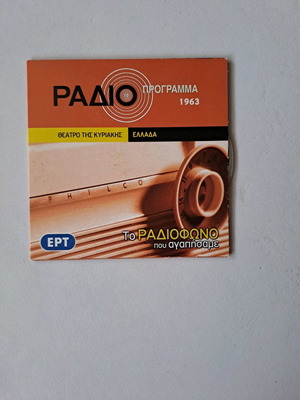 ΡΑΔΙΟ ΠΡΟΓΡΑΜΜΑ
1963
ΘΕΑΤΡΟ ΤΗΣ ΚΥΡΙΑΚΗΣ ΕΛΛΑΔΑ
PHILCO
ΕΡΤ
Το ΡΑΔΙΟΦΩΝΟ
που αγαπήσαμε